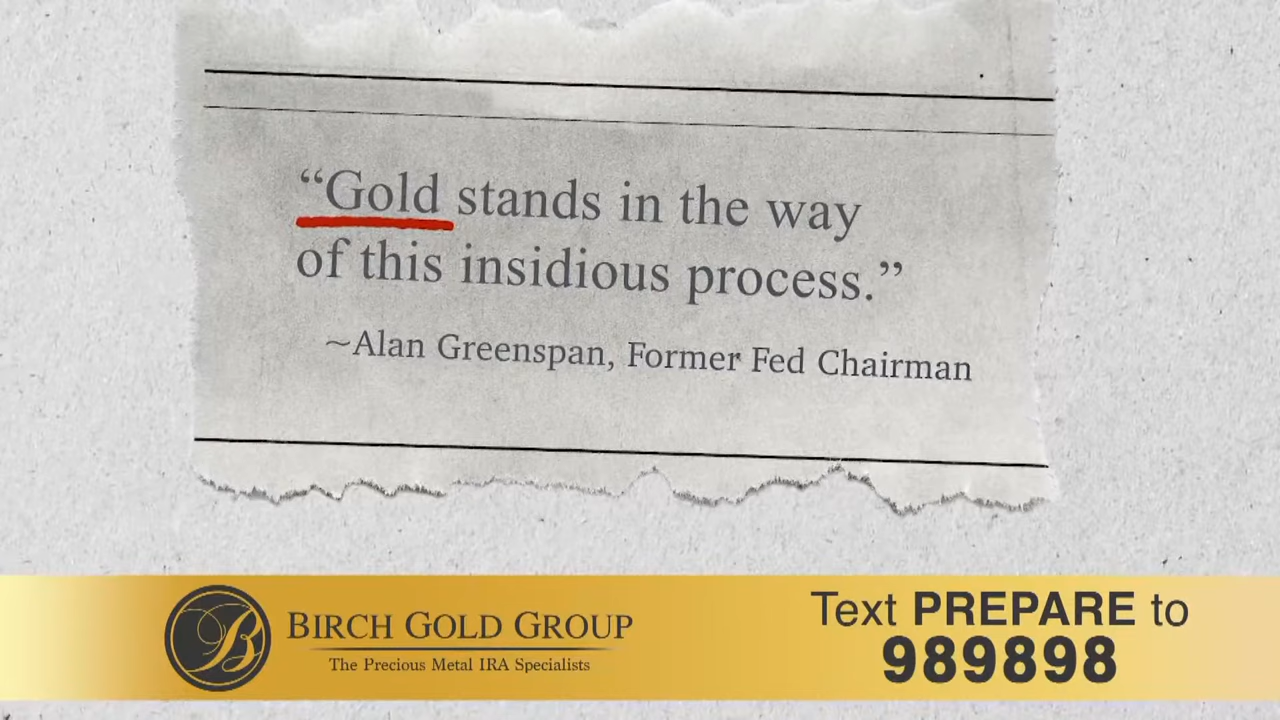 “Gold stands in the way
of this insidious process.”
~Alan Greenspan, Former Fed Chairman
B
BIRCH GOLD GROUP
The Precious Metal IRA Specialists
Text PREPARE to
989898